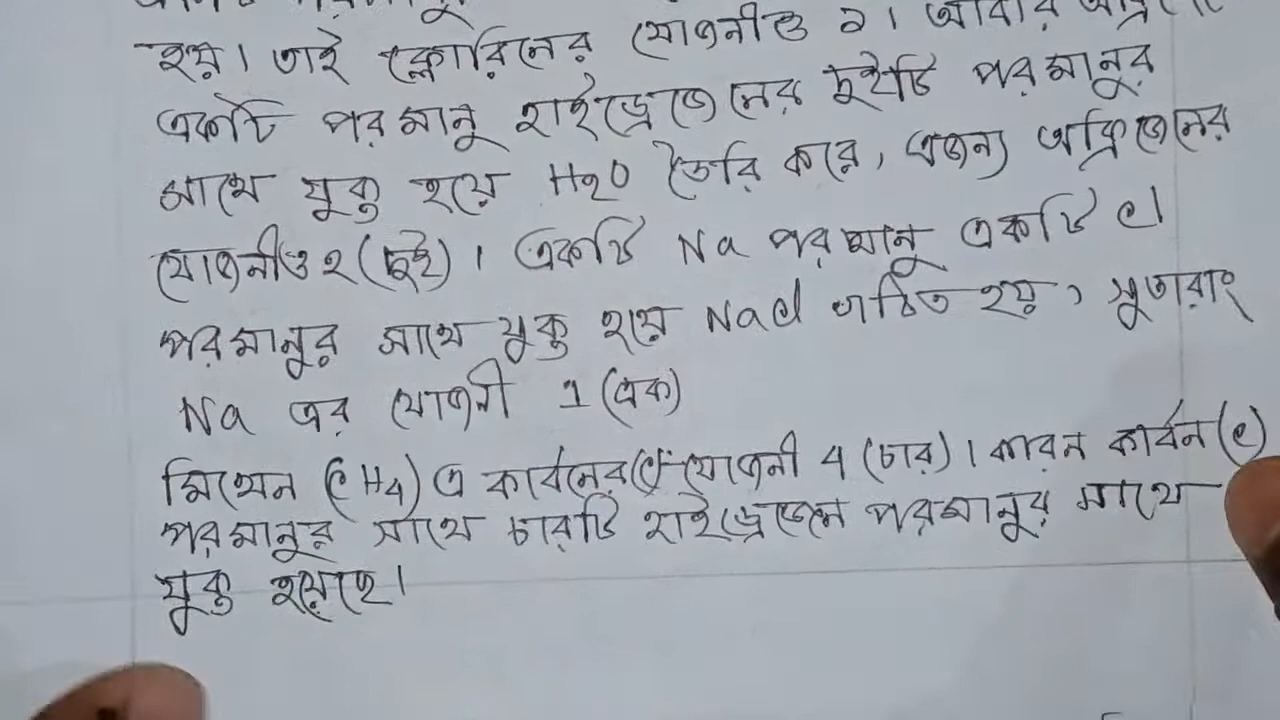 হয়। তাই ক্লোরিনের যোজনীও ১। আবার
একটি পরমানু হাইড্রোজেনের দুইটি পরমানুর
সাথে যুক্ত হয়ে H₂O তৈরি করে, এজন্য অক্সিজেনের
যোজনীও ২ (দুই)। একটি Na পরমানু একটি Cl
পরমানুর সাথে যুক্ত হয়ে NaCl গঠিত হয়, সুতারাং
Na এর যোজনী 1 (এক)
মিথেন (CH₄) এ কার্বনের(C) যোজনী 4 (চার)। কারন কার্বন (C)
পরমানুর সাথে চারটি হাইড্রোজেন পরমানুর সাথে
যুক্ত হয়েছে।